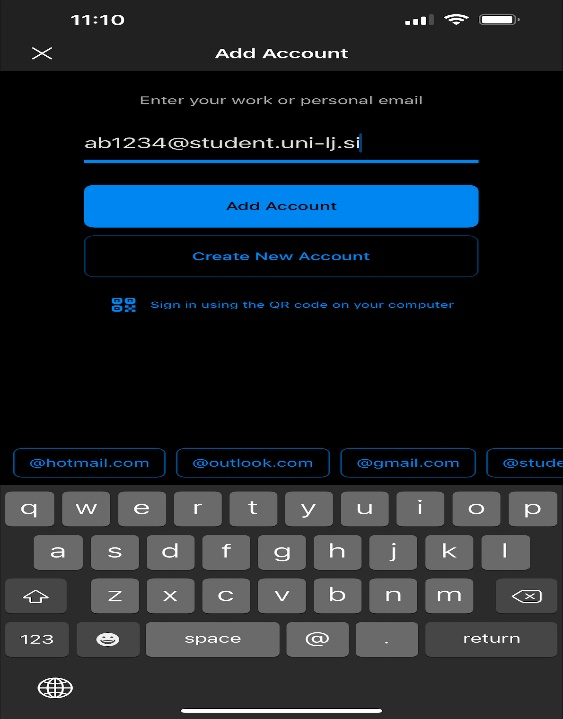 11:10
Add Account
Enter your work or personal email
ab1234@student.uni-lj.si
Add Account
Create New Account
Sign in using the QR code on your computer
@hotmail.com @outlook.com @gmail.com @stude
q w e r t y u i o p
a s d f g h j k l
z x c v b n m
123 space @ . return